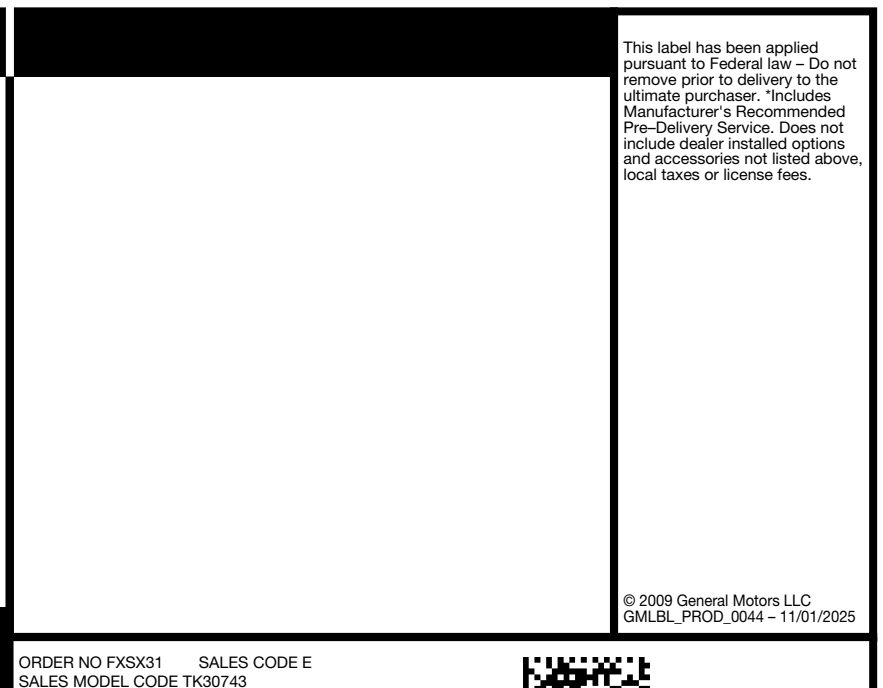 This label has been applied
pursuant to Federal law – Do not
remove prior to delivery to the
ultimate purchaser. *Includes
Manufacturer's Recommended
Pre–Delivery Service. Does not
include dealer installed options
and accessories not listed above,
local taxes or license fees.
© 2009 General Motors LLC
GMLBL_PROD_0044 – 11/01/2025
ORDER NO FXSX31 SALES CODE E
SALES MODEL CODE TK30743